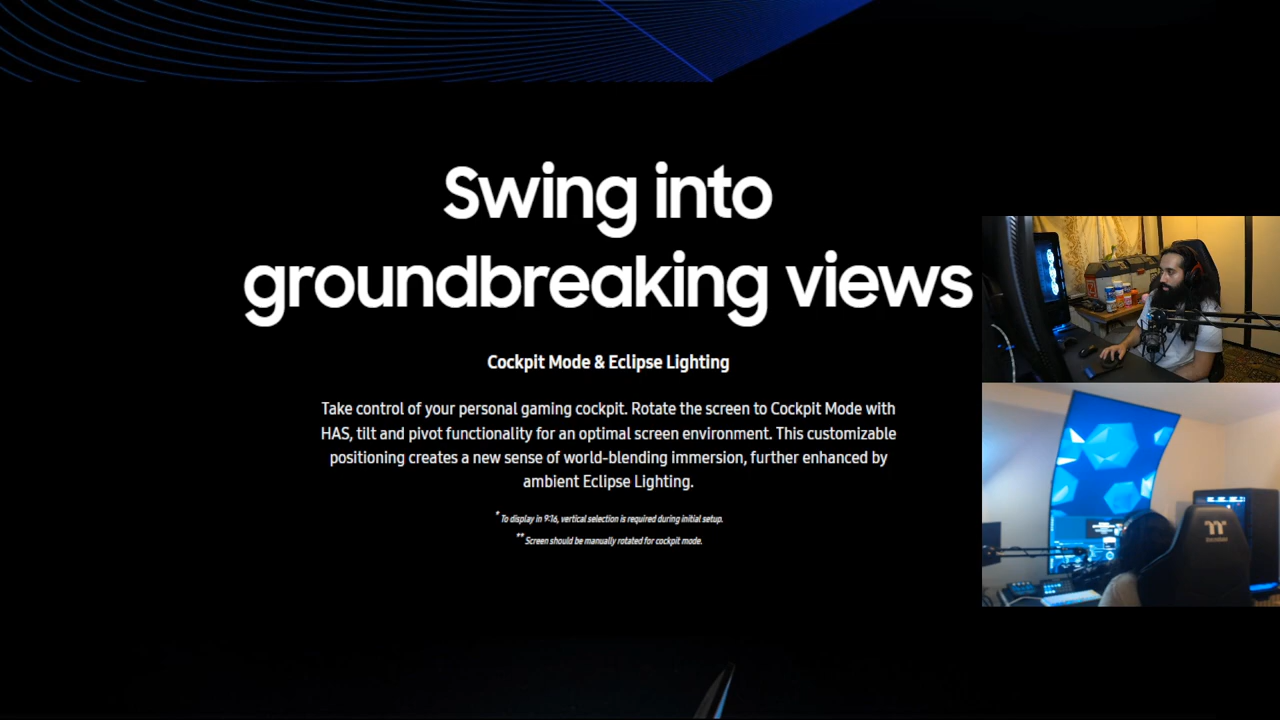 Swing into
groundbreaking views
Cockpit Mode & Eclipse Lighting
Take control of your personal gaming cockpit. Rotate the screen to Cockpit Mode with
HAS, tilt and pivot functionality for an optimal screen environment. This customizable
positioning creates a new sense of world-blending immersion, further enhanced by
ambient Eclipse Lighting.
* To display in 9:16, vertical selection is required during initial setup.
** Screen should be manually rotated for cockpit mode.